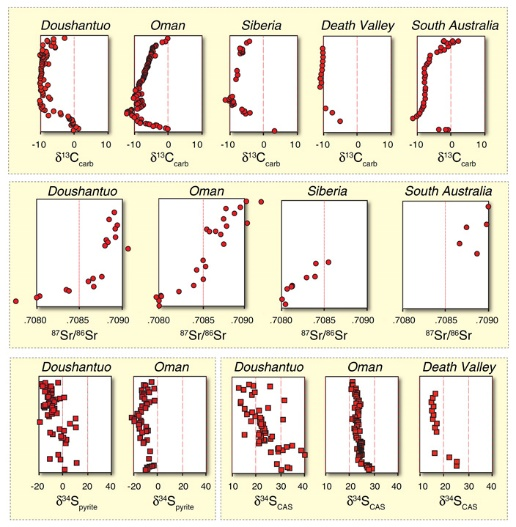 Doushantuo Oman Siberia Death Valley South Australia
-10 0 10 -10 0 10 -10 0 10 -10 0 10 -10 0 10
δ13Ccarb δ13Ccarb δ13Ccarb δ13Ccarb δ13Ccarb
Doushantuo Oman Siberia South Australia
.7080 .7085 .7090 .7080 .7085 .7090 .7080 .7085 .7090 .7080 .7085 .7090
87Sr/86Sr 87Sr/86Sr 87Sr/86Sr 87Sr/86Sr
Doushantuo Oman Doushantuo Oman Death Valley
-20 0 20 40 -20 0 20 40 10 20 30 40 10 20 30 40 10 20 30 40
δ34Spyrite δ34Spyrite δ34SCAS δ34SCAS δ34SCAS